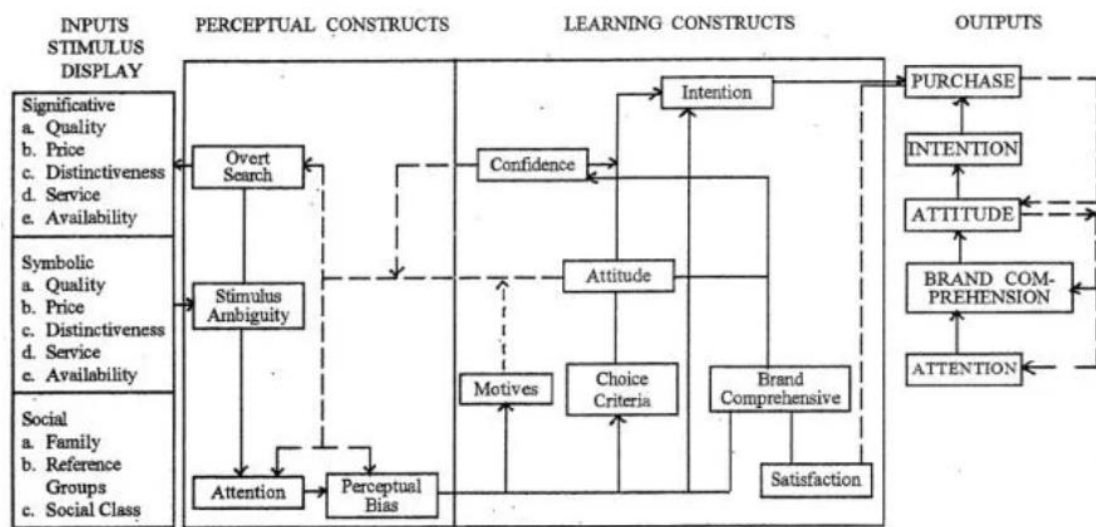 INPUTS
STIMULUS
DISPLAY
PERCEPTUAL CONSTRUCTS
LEARNING CONSTRUCTS
OUTPUTS
Significative
a. Quality
b. Price
c. Distinctiveness
d. Service
e. Availability
Symbolic
a. Quality
b. Price
c. Distinctiveness
d. Service
e. Availability
Social
a. Family
b. Reference
Groups
c. Social Class
Overt
Search
Stimulus
Ambiguity
Attention
Perceptual
Bias
Intention
Confidence
Attitude
Motives
Choice
Criteria
Brand
Comprehensive
Satisfaction
PURCHASE
INTENTION
ATTITUDE
BRAND COM-
PREHENSION
ATTENTION